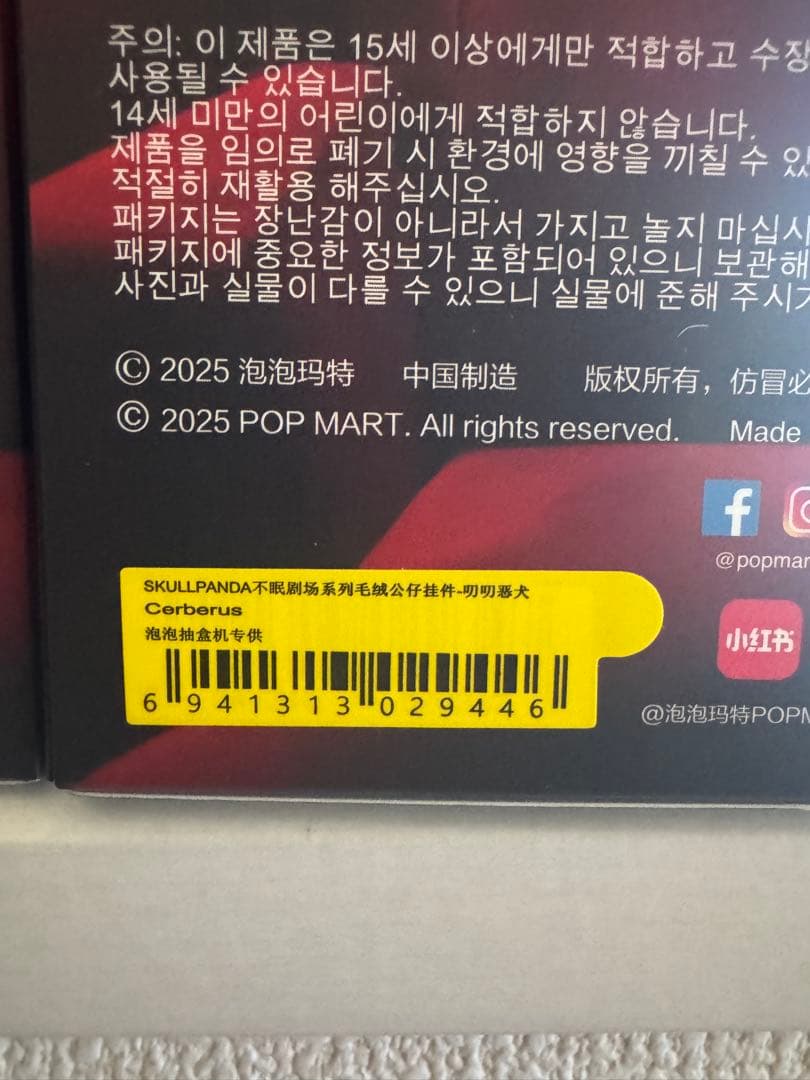 주의: 이 제품은 15세 이상에게만 적합하고 수장
사용될 수 있습니다.
14세 미만의 어린이에게 적합하지 않습니다.
제품을 임의로 폐기 시 환경에 영향을 끼칠 수 있
적절히 재활용 해주십시오.
패키지는 장난감이 아니라서 가지고 놀지 마십시
패키지에 중요한 정보가 포함되어 있으니 보관해
사진과 실물이 다를 수 있으니 실물에 준해 주시기
© 2025 泡泡玛特 中国制造 版权所有，仿冒必
© 2025 POP MART. All rights reserved. Made
@popmar
小红书
@泡泡玛特POPM
SKULLPANDA不眠剧场系列毛绒公仔挂件-叨叨恶犬
Cerberus
泡泡抽盒机专供
6 941313 029446